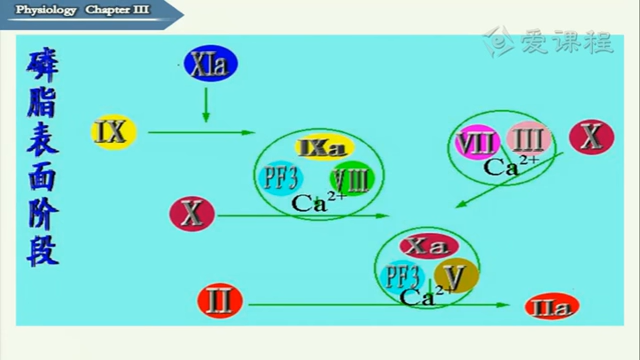 Physiology Chapter III
爱课程
磷脂表面阶段
XIa
IX
IXa
PF3 VIII
Ca2+
VII III
Ca2+
X
X
Xa
PF3 V
Ca2+
II
IIa